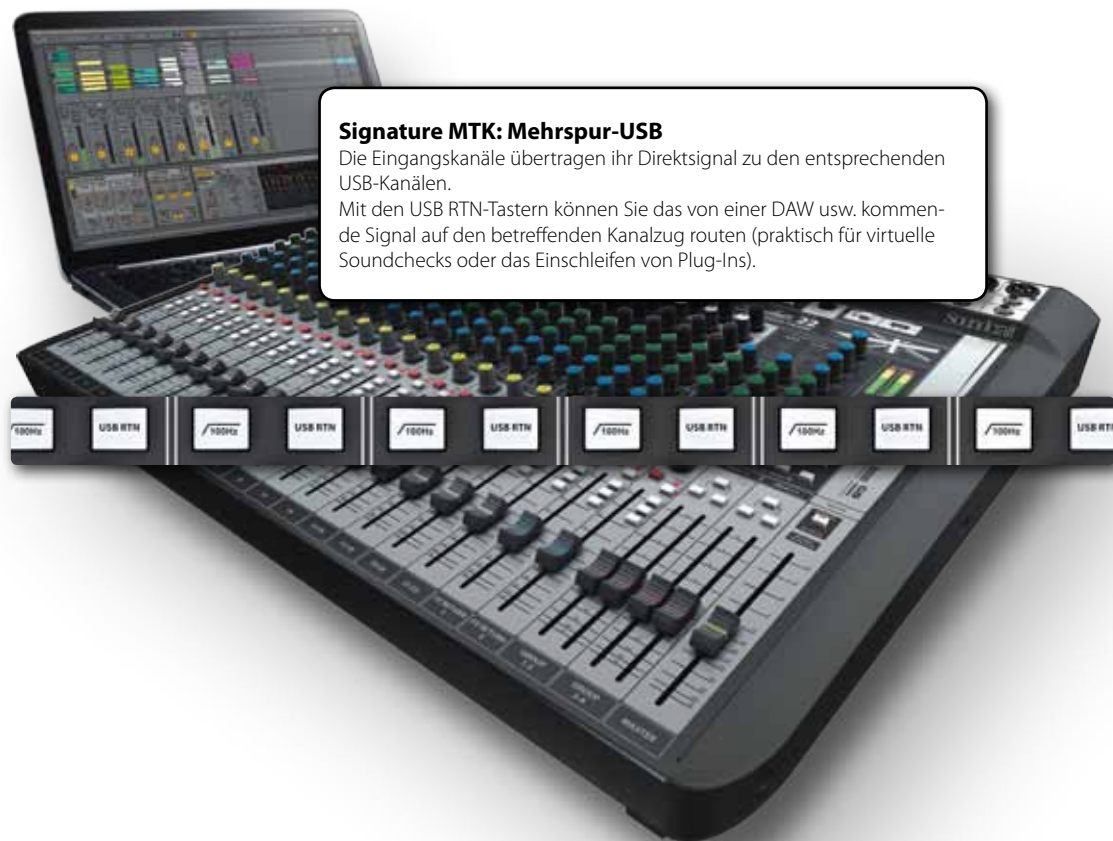 Signature MTK: Mehrspur-USB
Die Eingangskanäle übertragen ihr Direktsignal zu den entsprechenden
USB-Kanälen.
Mit den USB RTN-Tastern können Sie das von einer DAW usw. kommen-
de Signal auf den betreffenden Kanalzug routen (praktisch für virtuelle
Soundchecks oder das Einschleifen von Plug-Ins).
Soundcraft
100Hz USB RTN 100Hz USB RTN 100Hz USB RTN 100Hz USB RTN 100Hz USB RTN 100Hz USB RTN
GROUP
MASTER